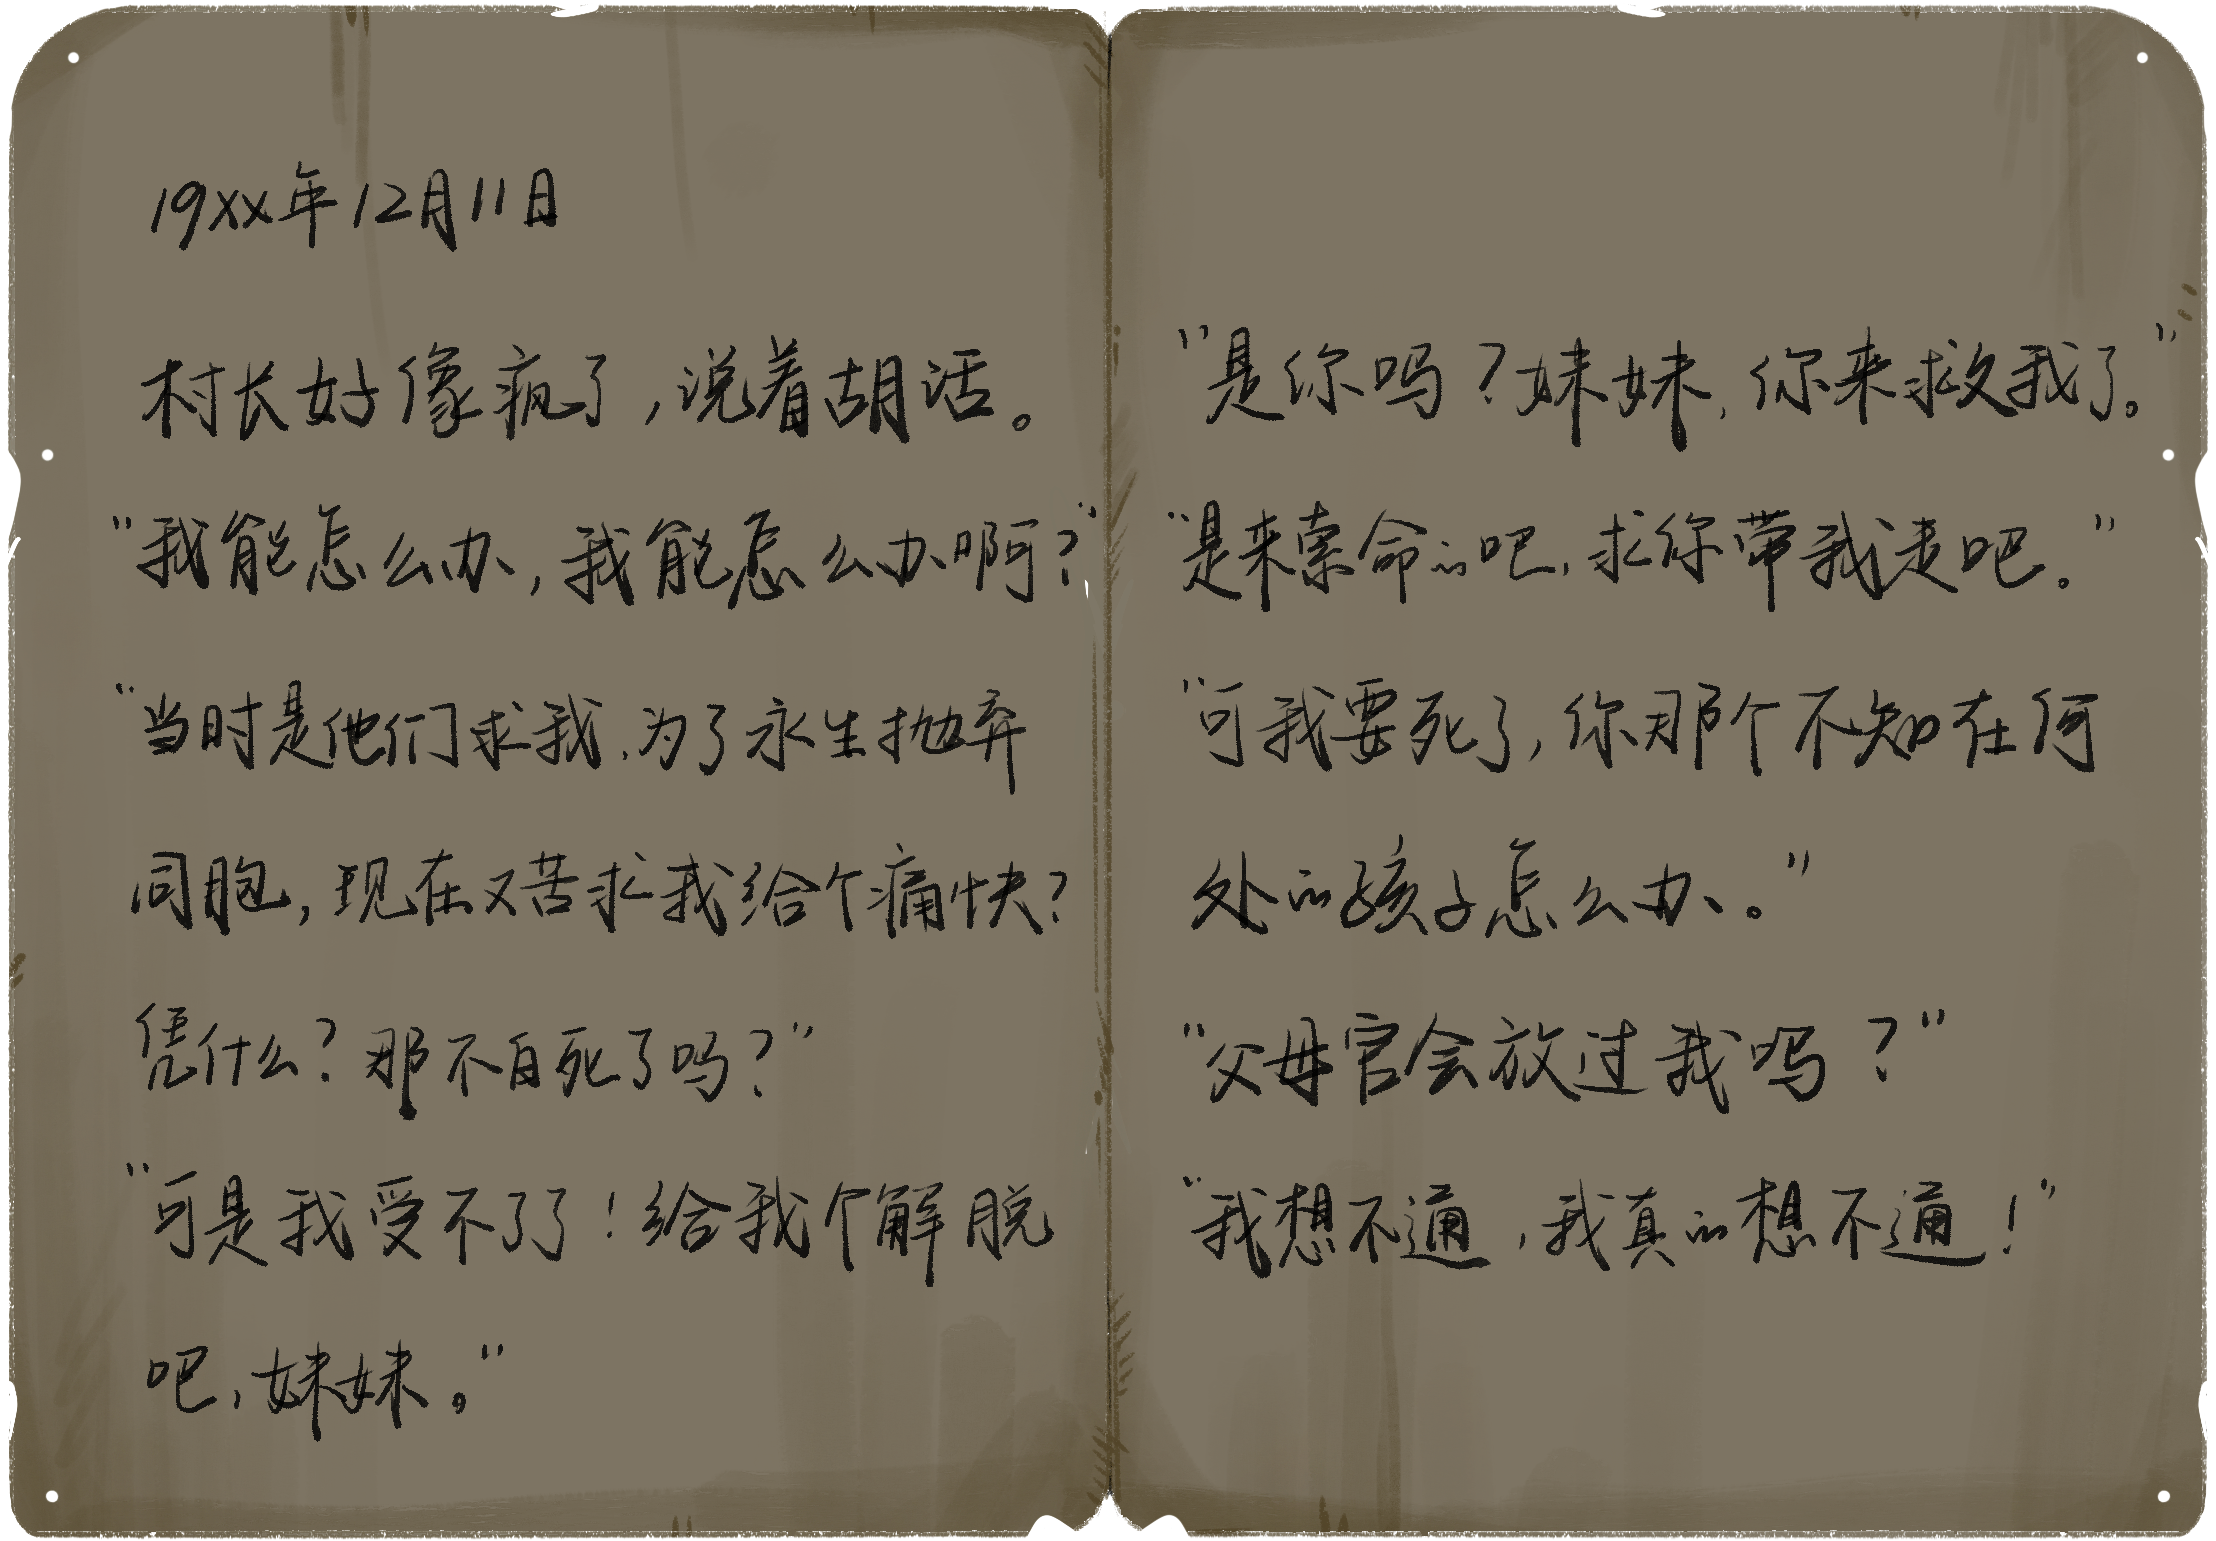 19xx年12月11日
村长好像疯了，说着胡话。
“我能怎么办，我能怎么办啊？”
“当时是他们求我，为了永生抛弃
同胞，现在又苦求我给个痛快？
凭什么？那不白死了吗？”
“可是我受不了了！给我个解脱
吧，妹妹。”
“是你吗？妹妹，你来救我了。”
“是来索命的吧，求你带我走吧。”
“可我要死了，你那个不知在何
处的孩子怎么办。”
“父母官会放过我吗？”
“我想不通，我真的想不通！”